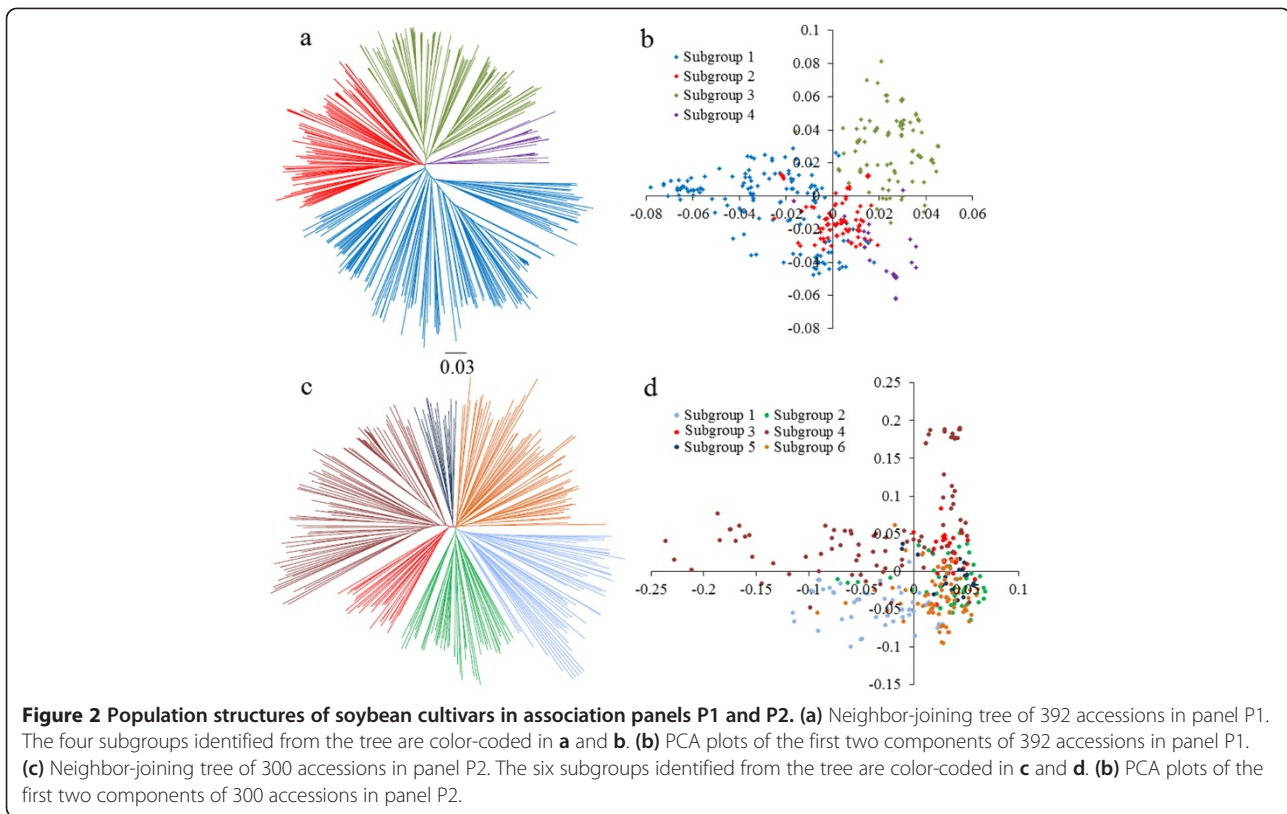 a
b
Subgroup 1
Subgroup 2
Subgroup 3
Subgroup 4
0.1
0.08
0.06
0.04
0.02
0
-0.08 -0.06 -0.04 -0.02 0 0.02 0.04 0.06
-0.02
-0.04
-0.06
-0.08
0.03
c
d
Subgroup 1 Subgroup 2
Subgroup 3 Subgroup 4
Subgroup 5 Subgroup 6
0.25
0.2
0.15
0.1
0.05
0
-0.25 -0.2 -0.15 -0.1 -0.05 0 0.05 0.1
-0.05
-0.1
-0.15
Figure 2 Population structures of soybean cultivars in association panels P1 and P2. (a) Neighbor-joining tree of 392 accessions in panel P1.
The four subgroups identified from the tree are color-coded in a and b. (b) PCA plots of the first two components of 392 accessions in panel P1.
(c) Neighbor-joining tree of 300 accessions in panel P2. The six subgroups identified from the tree are color-coded in c and d. (b) PCA plots of the
first two components of 300 accessions in panel P2.